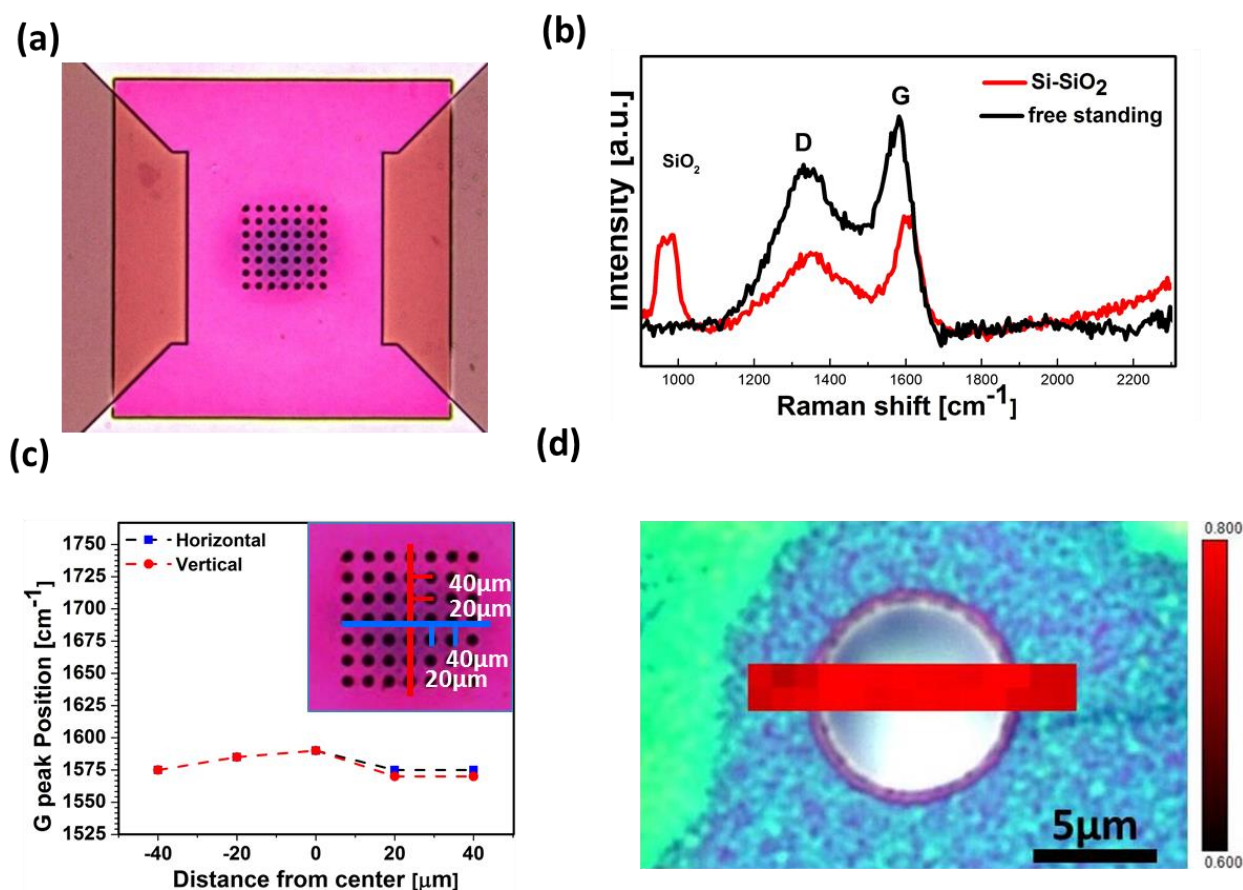 (a)
(b)
Intensity [a.u.]
SiO2
D
G
Si-SiO2
free standing
1000 1200 1400 1600 1800 2000 2200
Raman shift [cm-1]
(c)
G peak Position [cm-1]
1750
1725
1700
1675
1650
1625
1600
1575
1550
1525
Horizontal
Vertical
40μm
20μm
40μm
20μm
-40 -20 0 20 40
Distance from center [μm]
(d)
0.800
5μm
0.600